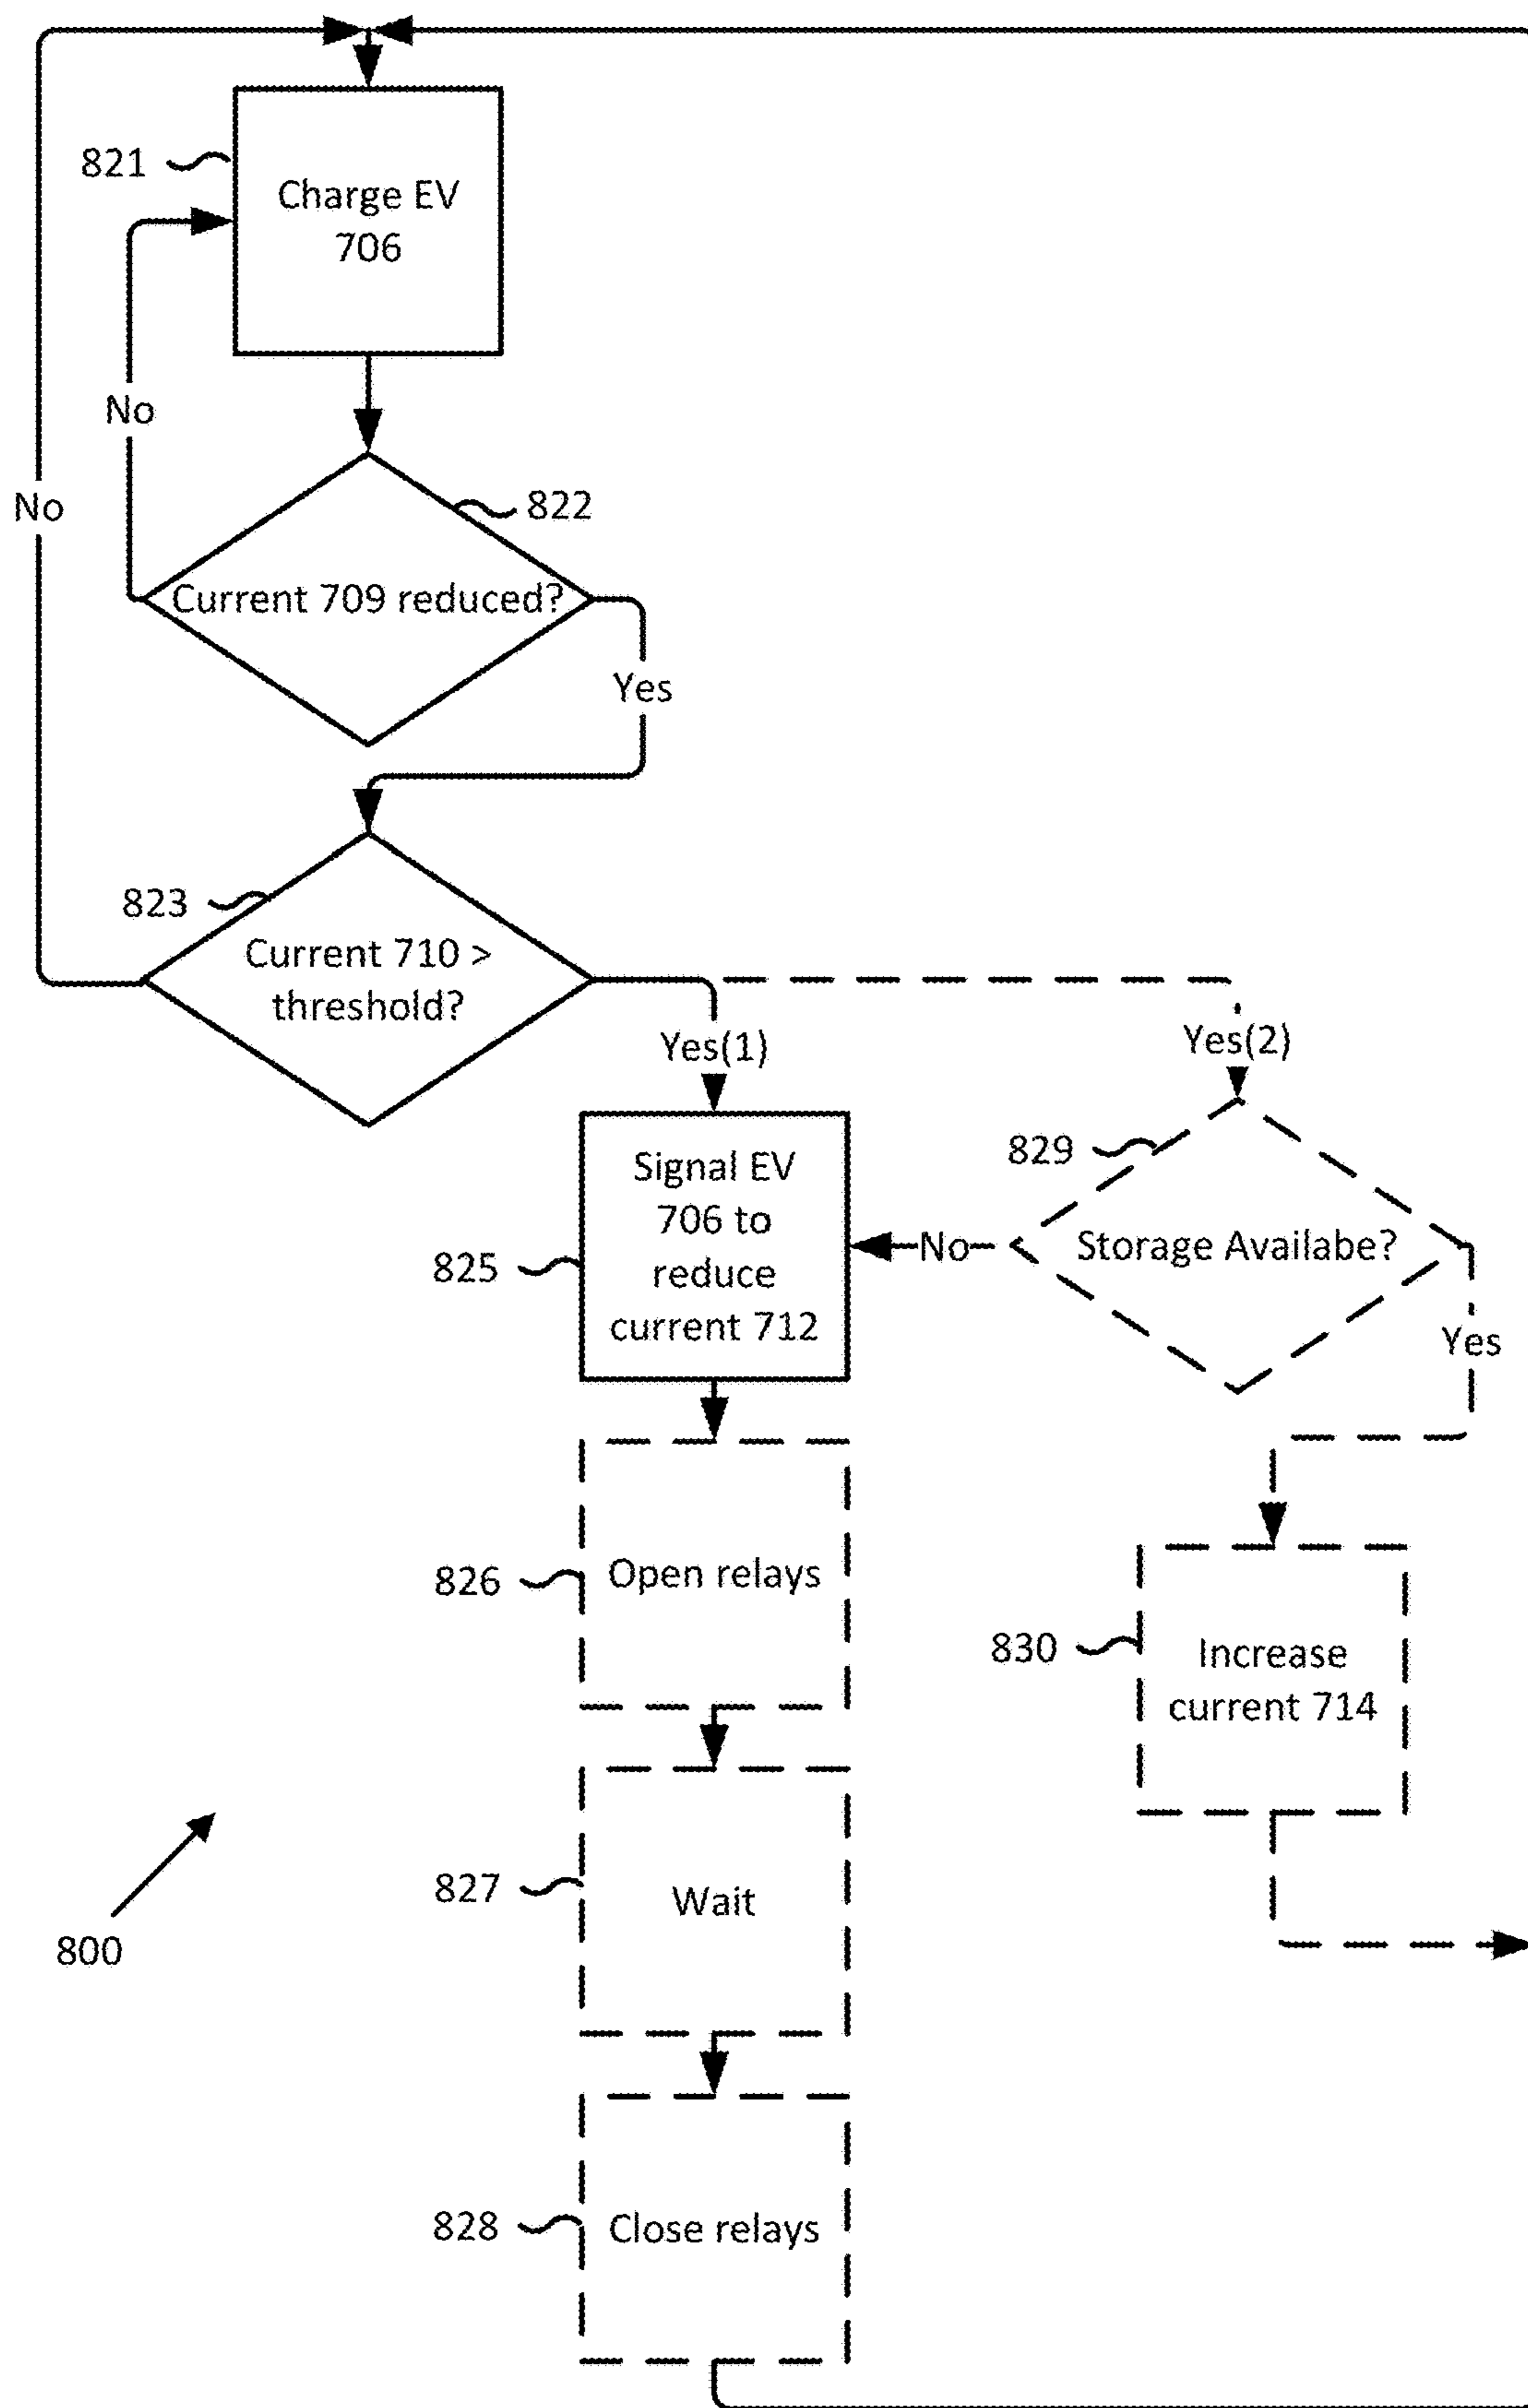 821
Charge EV
706
No
No
822
Current 709 reduced?
Yes
823
Current 710 >
threshold?
Yes(1)
Yes(2)
829
Storage Availabe?
No
Yes
825
Signal EV
706 to
reduce
current 712
826
Open relays
830
Increase
current 714
827
Wait
800
828
Close relays